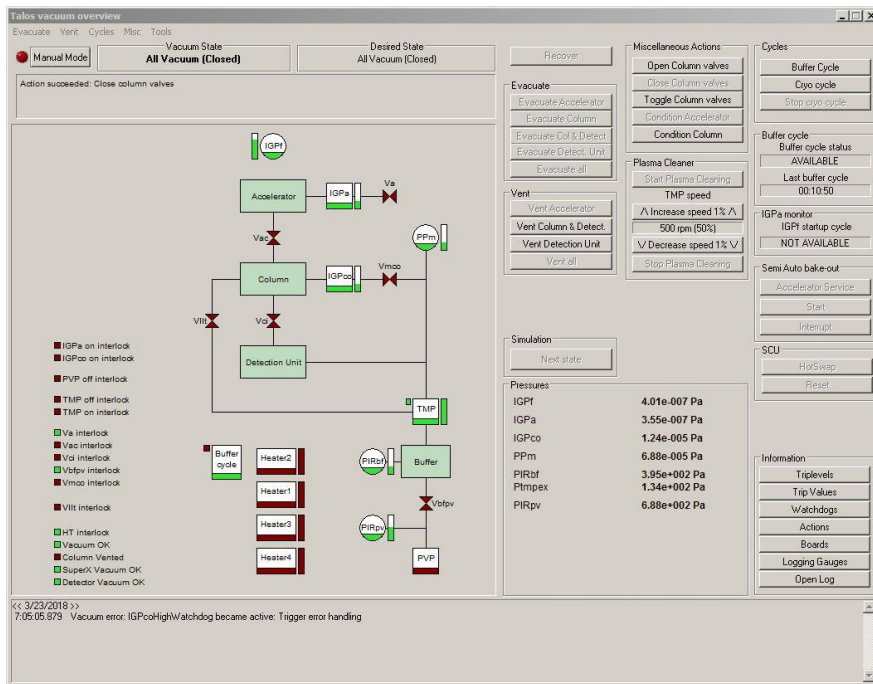 Talos vacuum overview
Evacuate Vent Cycles Misc Tools
Manual Mode
Vacuum State
All Vacuum (Closed)
Desired State
All Vacuum (Closed)
Action succeeded: Close column valves
IGPf
Accelerator
IGPa
Va
Vac
PPm
Column
IGPco
Vmco
VIIt
Vci
Detection Unit
IGPa on interlock
IGPco on interlock
PVP off interlock
TMP off interlock
TMP on interlock
Va interlock
Vac interlock
Vci interlock
Vbfpv interlock
Vmco interlock
VIIt interlock
HT interlock
Vacuum OK
Column Vented
SuperX Vacuum OK
Detector Vacuum OK
TMP
Buffer
cycle
Heater2
Heater1
Heater3
Heater4
PIRbf
Buffer
Vbfpv
PIRpv
PVP
Recover
Evacuate
Evacuate Accelerator
Evacuate Column
Evacuate Col & Detect
Evacuate Detect. Unit
Evacuate all
Vent
Vent Accelerator
Vent Column & Detect.
Vent Detection Unit
Vent all
Simulation
Next state
Miscellaneous Actions
Open Column valves
Close Column valves
Toggle Column valves
Condition Accelerator
Condition Column
Plasma Cleaner
Start Plasma Cleaning
TMP speed
/\ Increase speed 1% /\
500 rpm (50%)
\/ Decrease speed 1% \/
Stop Plasma Cleaning
Pressures
IGPf 4.01e-007 Pa
IGPa 3.55e-007 Pa
IGPco 1.24e-005 Pa
PPm 6.88e-005 Pa
PIRbf 3.95e+002 Pa
Ptmpex 1.34e+002 Pa
PIRpv 6.88e+002 Pa
Cycles
Buffer Cycle
Cryo cycle
Stop cryo cycle
Buffer cycle
Buffer cycle status
AVAILABLE
Last buffer cycle
00:10:50
IGPa monitor
IGPf startup cycle
NOT AVAILABLE
Semi Auto bake-out
Accelerator Service
Start
Interrupt
SCU
HotSwap
Reset
Information
Triplevels
Trip Values
Watchdogs
Actions
Boards
Logging Gauges
Open Log
<< 3/23/2018 >>
7:05:05.879 Vacuum error: IGPcoHighWatchdog became active: Trigger error handling